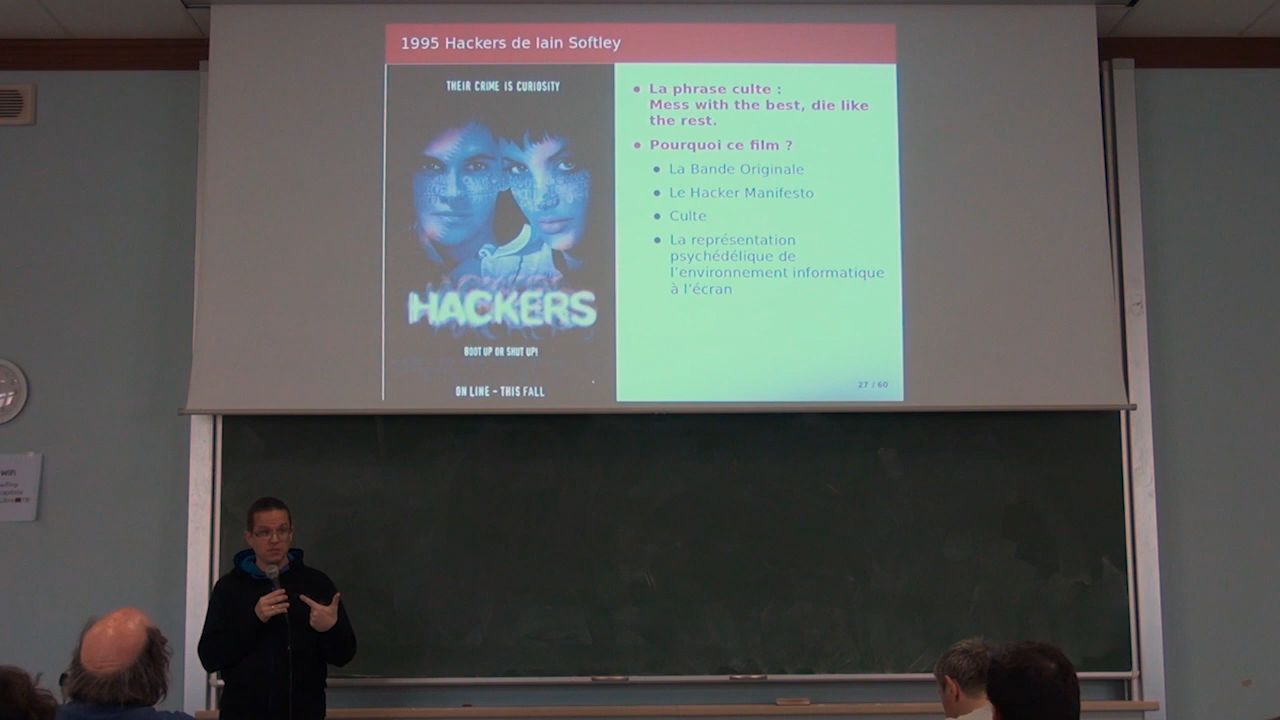 1995 Hackers de Iain Softley
THEIR CRIME IS CURIOSITY
HACKERS
BOOT UP OR SHUT UP!
ON LINE - THIS FALL
• La phrase culte :
Mess with the best, die like
the rest.
• Pourquoi ce film ?
• La Bande Originale
• Le Hacker Manifesto
• Culte
• La représentation
psychédélique de
l'environnement informatique
à l'écran
27 / 60